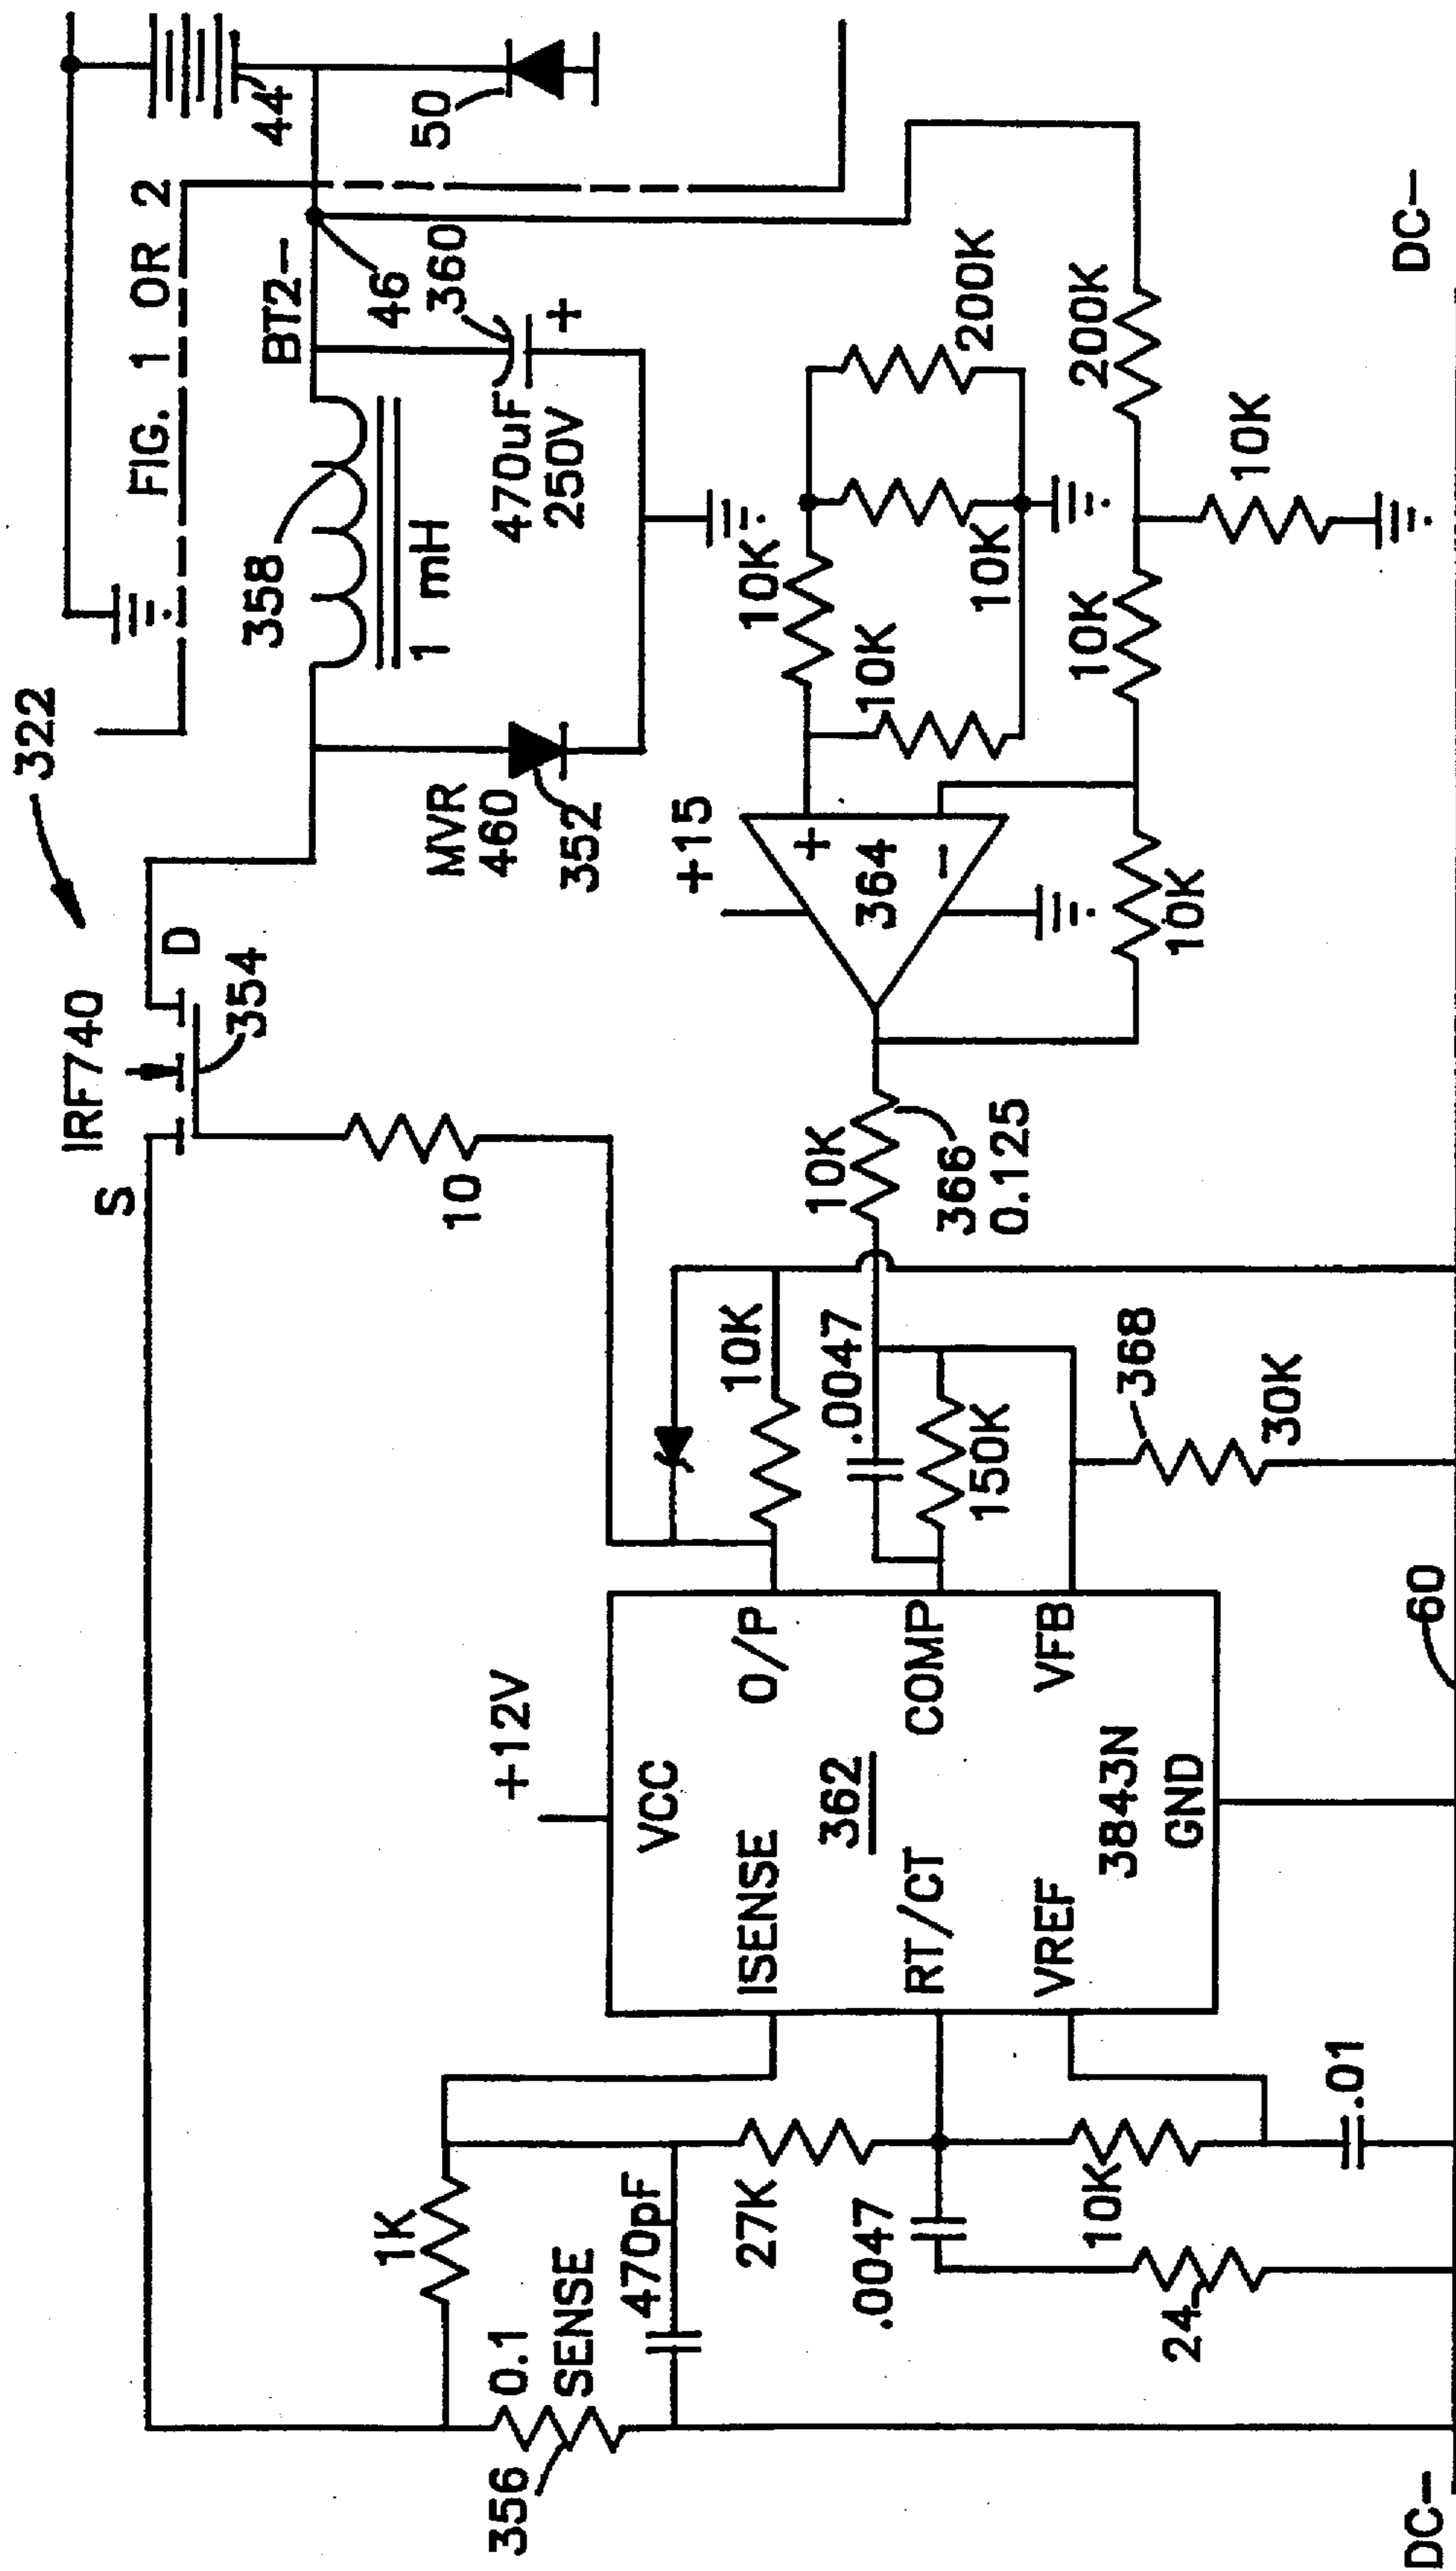 322
FIG. 1 OR 2
44
50
BT2-
46
360
358
1 mH
470uF
250V
+
MVR
460
352
IRF740
S
D
354
10
+15
+
364
-
10K
10K
10K
200K
200K
10K
10K
10K
10K
366
0.125
10K
.0047
150K
368
30K
+12V
VCC
ISENSE
O/P
362
RT/CT
COMP
VREF
VFB
3843N
GND
1K
356
0.1
SENSE
470pF
27K
.0047
10K
24
.01
60
DC-
DC-